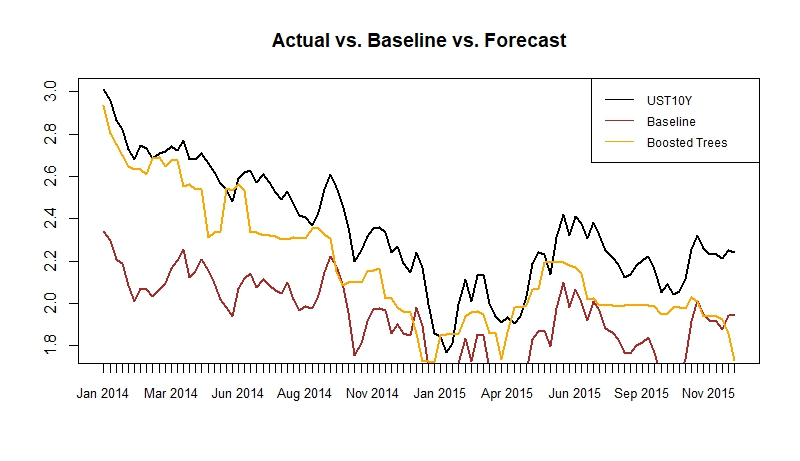 Actual vs. Baseline vs. Forecast
UST10Y
Baseline
Boosted Trees
3.0
2.8
2.6
2.4
2.2
2.0
1.8
Jan 2014 Mar 2014 Jun 2014 Aug 2014 Nov 2014 Jan 2015 Apr 2015 Jun 2015 Sep 2015 Nov 2015